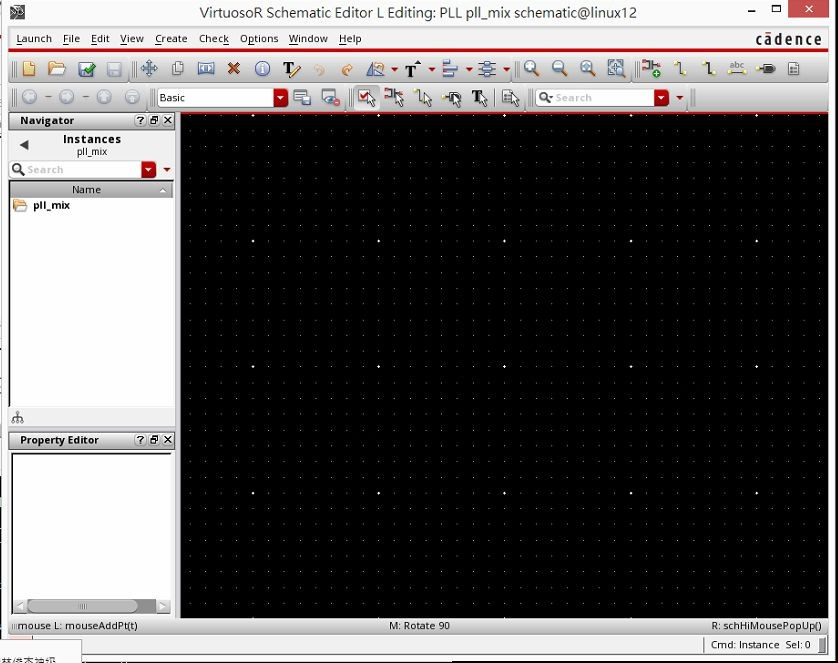 VirtuosoR Schematic Editor L Editing: PLL pll_mix schematic@linux12
Launch File Edit View Create Check Options Window Help
cādence
abc
Basic
Search
Navigator
Instances
pll_mix
Search
Name
pll_mix
Property Editor
mouse L: mouseAddPt(t)
M: Rotate 90
R: schHiMousePopUp()
Cmd: Instance Sel: 0